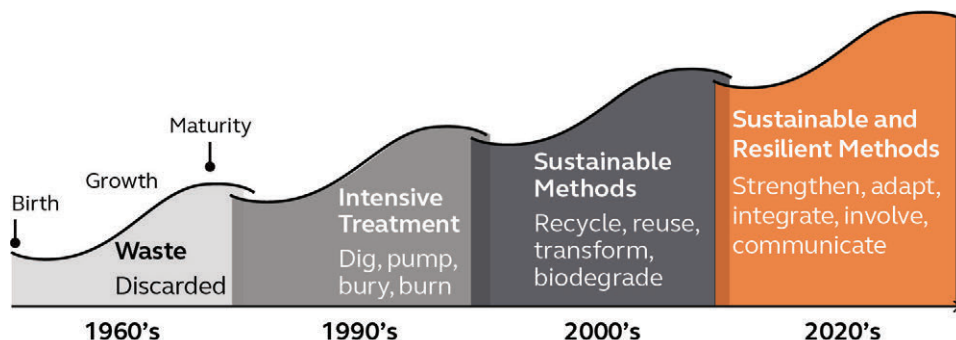 Birth
Growth
Maturity
Waste
Discarded
Intensive
Treatment
Dig, pump,
bury, burn
Sustainable
Methods
Recycle, reuse,
transform,
biodegrade
Sustainable and
Resilient Methods
Strengthen, adapt,
integrate, involve,
communicate
1960's
1990's
2000's
2020's